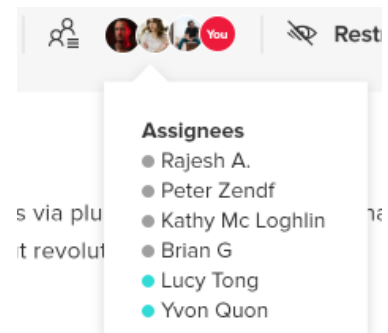 You
Restr
Assignees
Rajesh A.
Peter Zendf
Kathy Mc Loghlin
s via plu
Brian G
t revolut
Lucy Tong
Yvon Quon